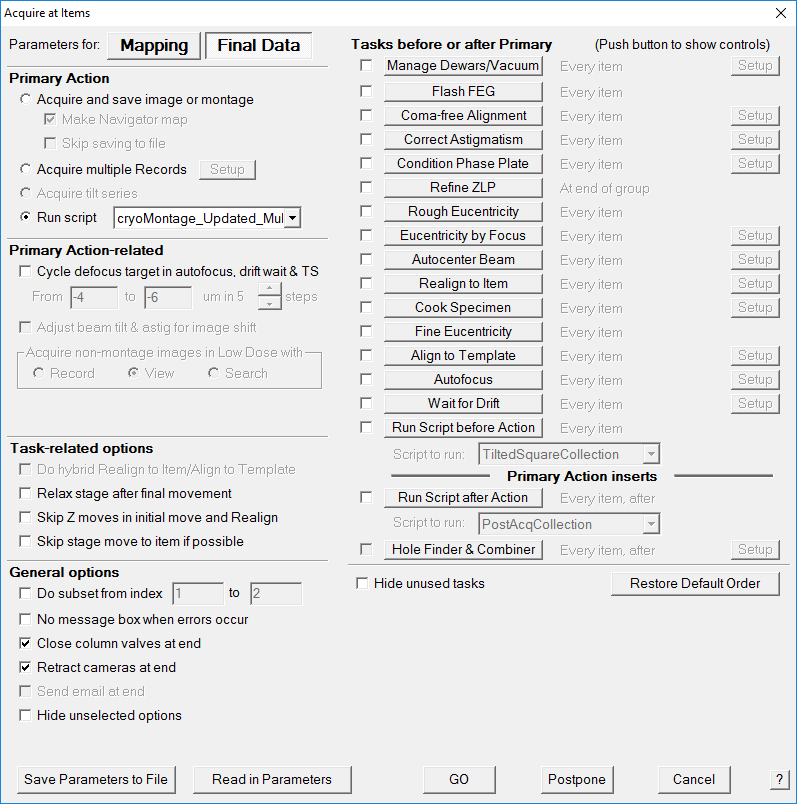 Acquire at Items
Parameters for: Mapping Final Data
Primary Action
Acquire and save image or montage
Make Navigator map
Skip saving to file
Acquire multiple Records Setup
Acquire tilt series
Run script cryoMontage_Updated_Mul
Primary Action-related
Cycle defocus target in autofocus, drift wait & TS
From -4 to -6 um in 5 steps
Adjust beam tilt & astig for image shift
Acquire non-montage images in Low Dose with
Record View Search
Task-related options
Do hybrid Realign to Item/Align to Template
Relax stage after final movement
Skip Z moves in initial move and Realign
Skip stage move to item if possible
General options
Do subset from index 1 to 2
No message box when errors occur
Close column valves at end
Retract cameras at end
Send email at end
Hide unselected options
Tasks before or after Primary (Push button to show controls)
Manage Dewars/Vacuum Every item Setup
Flash FEG Every item
Coma-free Alignment Every item Setup
Correct Astigmatism Every item Setup
Condition Phase Plate Every item Setup
Refine ZLP At end of group
Rough Eucentricity Every item
Eucentricity by Focus Every item Setup
Autocenter Beam Every item Setup
Realign to Item Every item Setup
Cook Specimen Every item Setup
Fine Eucentricity Every item
Align to Template Every item Setup
Autofocus Every item Setup
Wait for Drift Every item Setup
Run Script before Action Every item
Script to run: TiltedSquareCollection
Primary Action inserts
Run Script after Action Every item, after
Script to run: PostAcqCollection
Hole Finder & Combiner Every item, after Setup
Hide unused tasks Restore Default Order
Save Parameters to File Read in Parameters GO Postpone Cancel ?